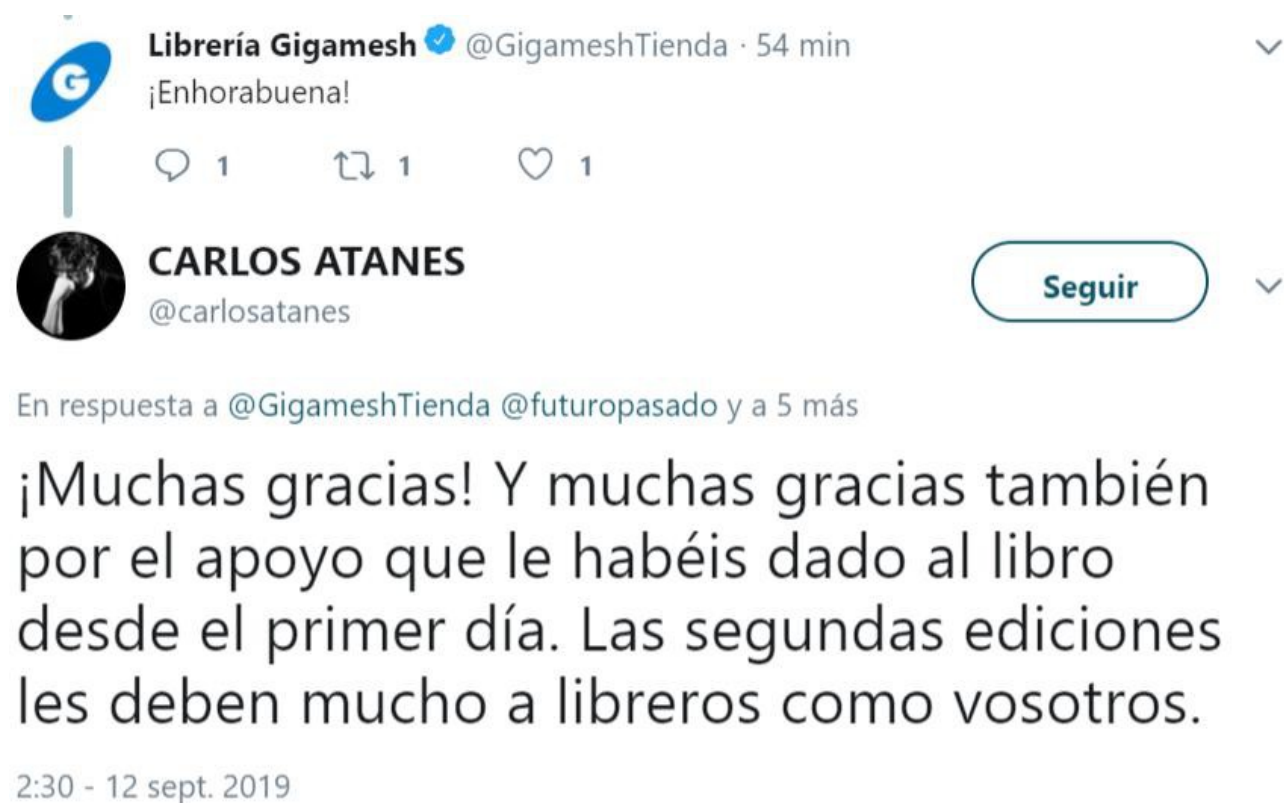 G
Librería Gigamesh @GigameshTienda · 54 min
¡Enhorabuena!
1 1 1
CARLOS ATANES
@carlosatanes
Seguir
En respuesta a @GigameshTienda @futuropasado y a 5 más
¡Muchas gracias! Y muchas gracias también
por el apoyo que le habéis dado al libro
desde el primer día. Las segundas ediciones
les deben mucho a libreros como vosotros.
2:30 - 12 sept. 2019